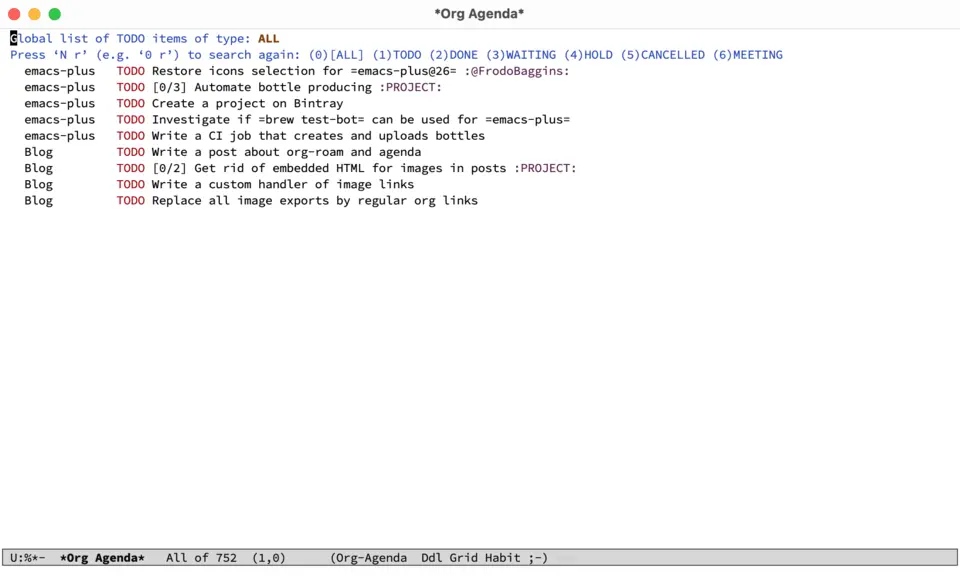 *Org Agenda*
Global list of TODO items of type: ALL
Press ‘N r’ (e.g. ‘0 r’) to search again: (0)[ALL] (1)TODO (2)DONE (3)WAITING (4)HOLD (5)CANCELLED (6)MEETING
emacs-plus   TODO Restore icons selection for =emacs-plus@26= :@FrodoBaggins:
emacs-plus   TODO [0/3] Automate bottle producing :PROJECT:
emacs-plus   TODO Create a project on Bintray
emacs-plus   TODO Investigate if =brew test-bot= can be used for =emacs-plus=
emacs-plus   TODO Write a CI job that creates and uploads bottles
Blog         TODO Write a post about org-roam and agenda
Blog         TODO [0/2] Get rid of embedded HTML for images in posts :PROJECT:
Blog         TODO Write a custom handler of image links
Blog         TODO Replace all image exports by regular org links
U:%*-  *Org Agenda*   All of 752  (1,0)      (Org-Agenda  Ddl Grid Habit ;-)